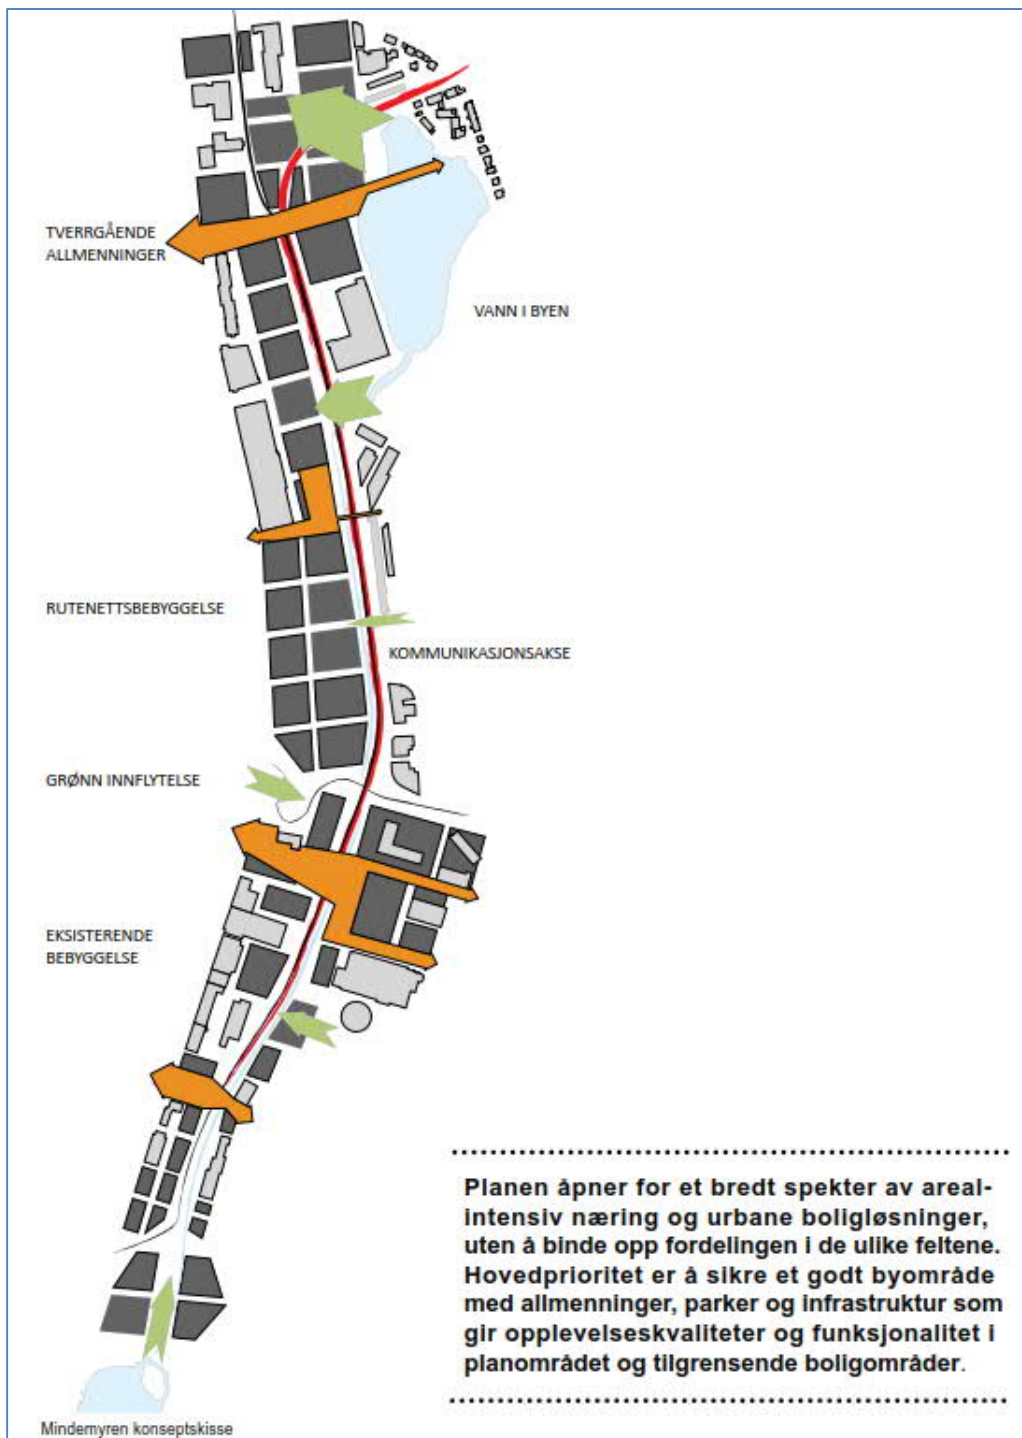 TVERRGÅENDE
ALLMENNINGER
VANN I BYEN
RUTENETTSBEBYGGELSE
KOMMUNIKASJONSAKSE
GRØNN INNFLYTELSE
EKSISTERENDE
BEBYGGELSE
Planen åpner for et bredt spekter av areal-
intensiv næring og urbane boligløsninger,
uten å binde opp fordelingen i de ulike feltene.
Hovedprioritet er å sikre et godt byområde
med allmenninger, parker og infrastruktur som
gir opplevelseskvaliteter og funksjonalitet i
planområdet og tilgrensende boligområder.
Mindemyren konseptskisse